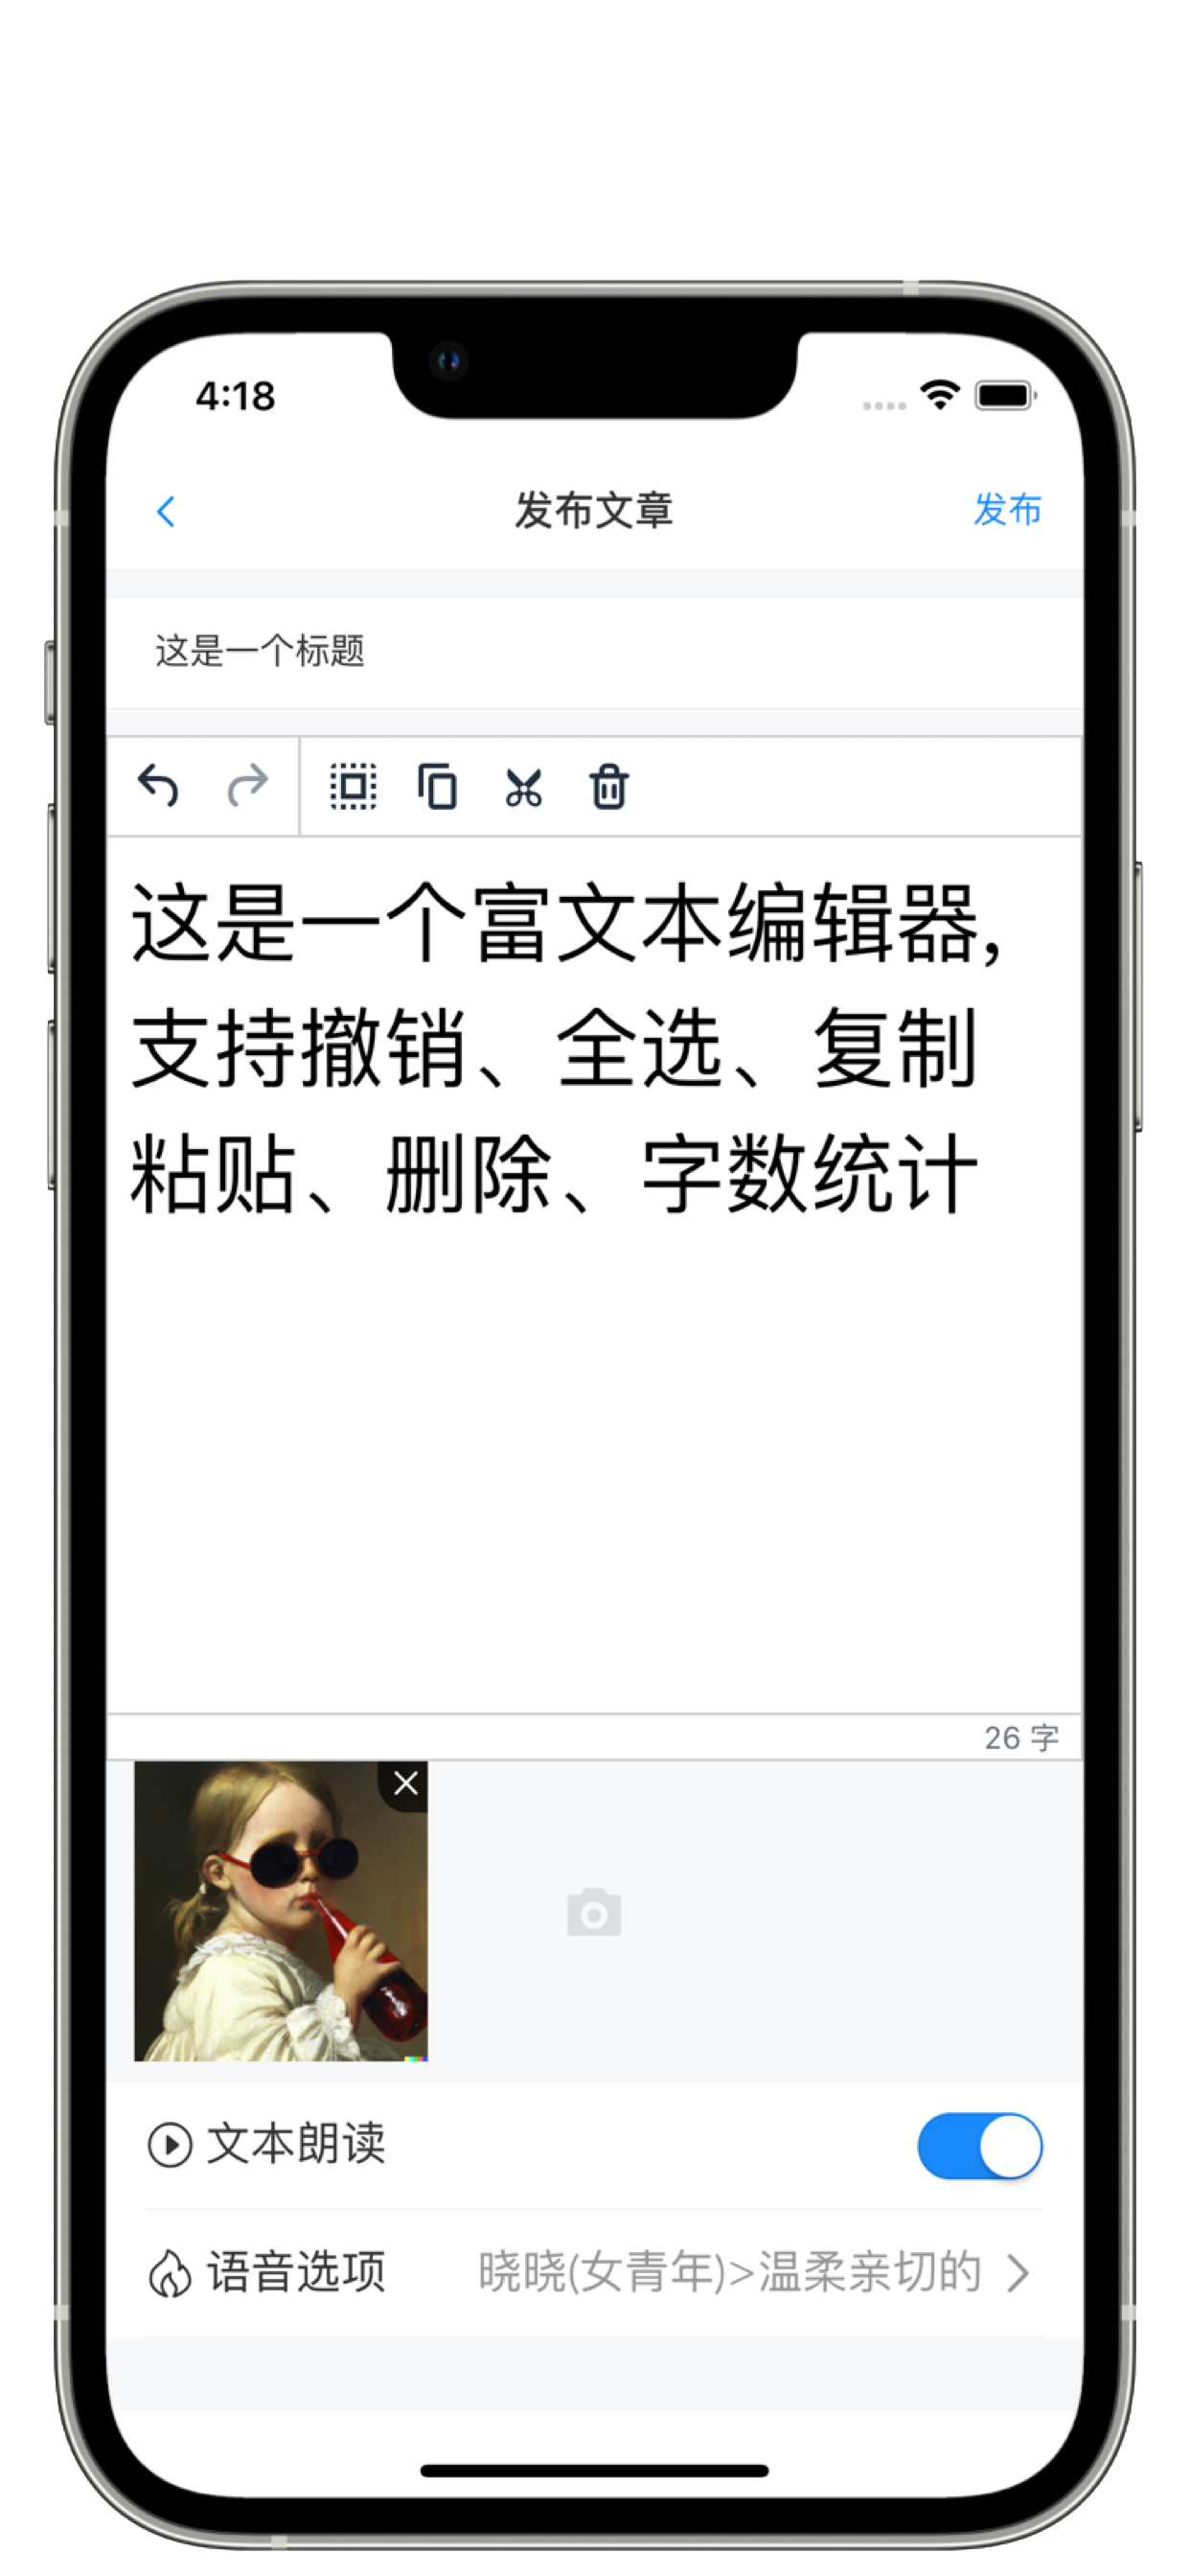 4:18
发布文章
发布
这是一个标题
这是一个富文本编辑器,
支持撤销、全选、复制
粘贴、删除、字数统计
26 字
文本朗读
语音选项
晓晓(女青年)>温柔亲切的